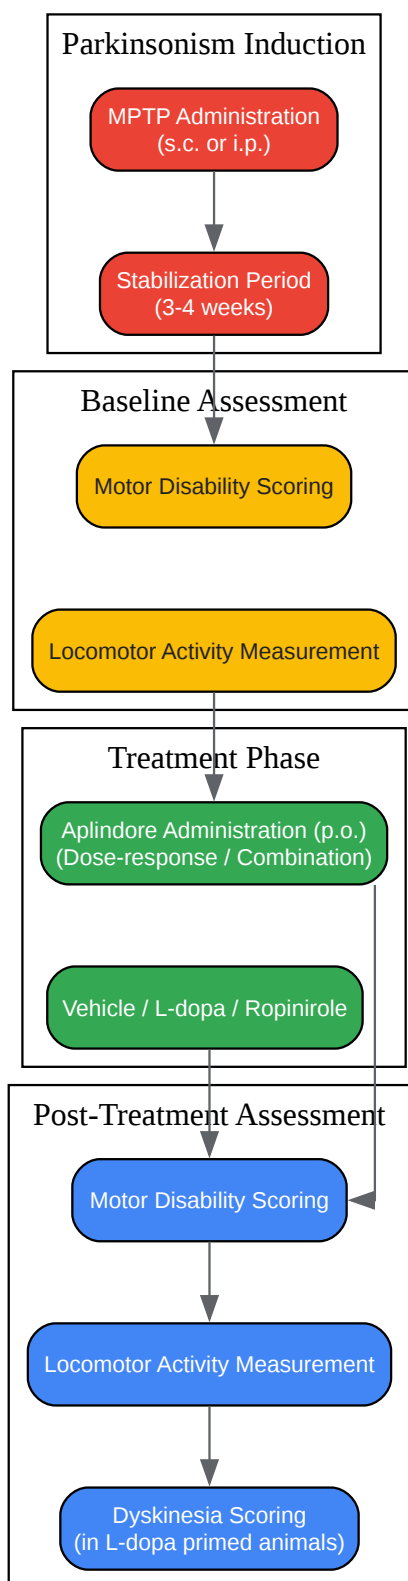 Parkinsonism Induction
MPTP Administration
(s.c. or i.p.)
Stabilization Period
(3-4 weeks)
Baseline Assessment
Motor Disability Scoring
Locomotor Activity Measurement
Treatment Phase
Aplindore Administration (p.o.)
(Dose-response / Combination)
Vehicle / L-dopa / Ropinirole
Post-Treatment Assessment
Motor Disability Scoring
Locomotor Activity Measurement
Dyskinesia Scoring
(in L-dopa primed animals)